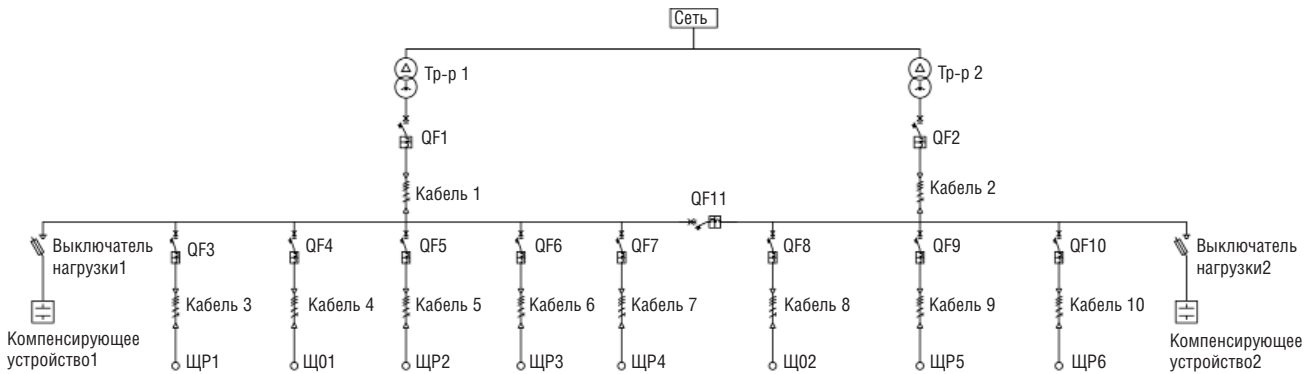 Сеть
Тр-р 1
Тр-р 2
QF1
QF2
Кабель 1
Кабель 2
QF11
Выключатель
нагрузки1
QF3
QF4
QF5
QF6
QF7
QF8
QF9
QF10
Выключатель
нагрузки2
Кабель 3
Кабель 4
Кабель 5
Кабель 6
Кабель 7
Кабель 8
Кабель 9
Кабель 10
Компенсирующее
устройство1
ЩР1
Щ01
ЩР2
ЩР3
ЩР4
Щ02
ЩР5
ЩР6
Компенсирующее
устройство2